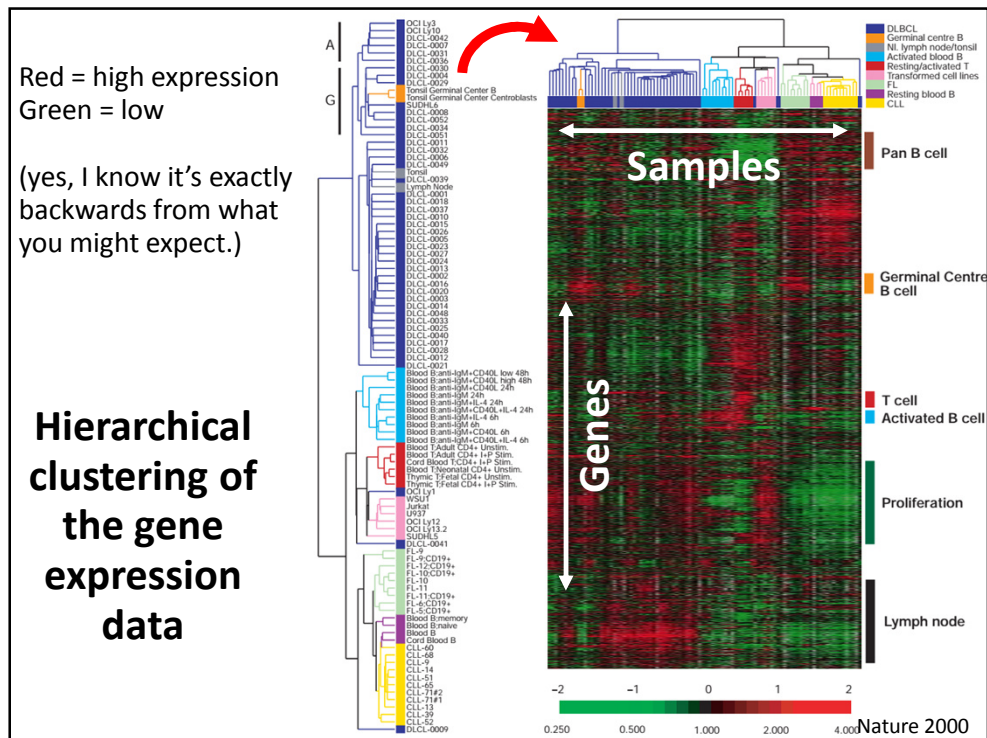 Red = high expression
Green = low
(yes, I know it's exactly
backwards from what
you might expect.)
Hierarchical
clustering of
the gene
expression
data
A
G
OCI Ly3
OCI Ly10
DLCL-0042
DLCL-0007
DLCL-0031
DLCL-0036
DLCL-0030
DLCL-0004
DLCL-0029
Tonsil Germinal Center B
Tonsil Germinal Center Centroblasts
SUDHL6
DLCL-0008
DLCL-0052
DLCL-0034
DLCL-0051
DLCL-0011
DLCL-0032
DLCL-0006
DLCL-0049
Tonsil
DLCL-0039
Lymph Node
DLCL-0001
DLCL-0018
DLCL-0037
DLCL-0010
DLCL-0015
DLCL-0026
DLCL-0005
DLCL-0023
DLCL-0027
DLCL-0024
DLCL-0013
DLCL-0002
DLCL-0016
DLCL-0020
DLCL-0003
DLCL-0014
DLCL-0048
DLCL-0033
DLCL-0025
DLCL-0040
DLCL-0017
DLCL-0028
DLCL-0012
DLCL-0021
Blood B;anti-IgM+CD40L low 48h
Blood B;anti-IgM+CD40L high 48h
Blood B;anti-IgM+CD40L 24h
Blood B;anti-IgM 24h
Blood B;anti-IgM+IL-4 24h
Blood B;anti-IgM+CD40L+IL-4 24h
Blood B;anti-IgM+IL-4 6h
Blood B;anti-IgM 6h
Blood B;anti-IgM+CD40L 6h
Blood B;anti-IgM+CD40L+IL-4 6h
Blood T;Adult CD4+ Unstim.
Blood T;Adult CD4+ I+P Stim.
Cord Blood T;CD4+ I+P Stim.
Blood T;Neonatal CD4+ Unstim.
Thymic T;Fetal CD4+ Unstim.
Thymic T;Fetal CD4+ I+P Stim.
OCI Ly1
WSU1
Jurkat
U937
OCI Ly12
OCI Ly13.2
SUDHL5
DLCL-0041
FL-9
FL-9;CD19+
FL-12;CD19+
FL-10;CD19+
FL-10
FL-11
FL-11;CD19+
FL-6;CD19+
FL-5;CD19+
Blood B;memory
Blood B;naive
Blood B
Cord Blood B
CLL-60
CLL-68
CLL-9
CLL-14
CLL-51
CLL-65
CLL-71#2
CLL-71#1
CLL-13
CLL-39
CLL-52
DLCL-0009
DLBCL
Germinal centre B
Nl. lymph node/tonsil
Activated blood B
Resting/activated T
Transformed cell lines
FL
Resting blood B
CLL
Samples
Genes
Pan B cell
Germinal Centre
B cell
T cell
Activated B cell
Proliferation
Lymph node
−2 −1 0 1 2
0.250 0.500 1.000 2.000 4.000
Nature 2000